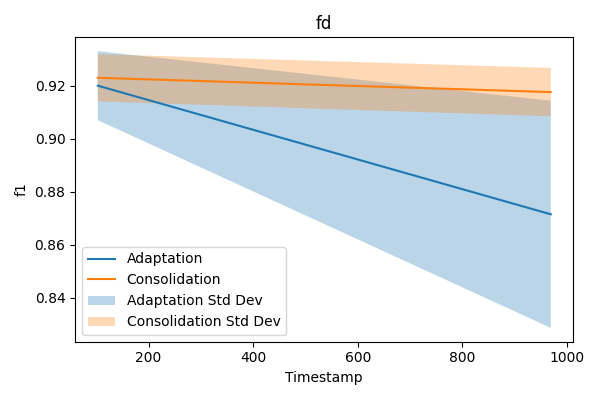 fd
f1
0.92
0.90
0.88
0.86
0.84
Adaptation
Consolidation
Adaptation Std Dev
Consolidation Std Dev
200
400
600
800
1000
Timestamp